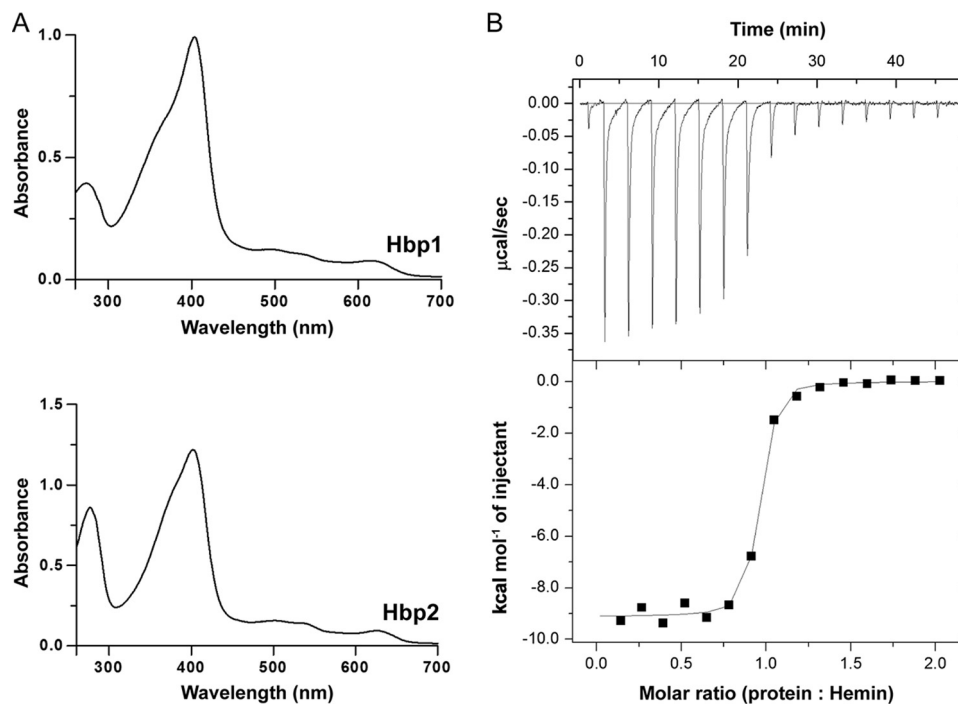 A
1.0
0.5
0.0
Absorbance
Hbp1
300 400 500 600 700
Wavelength (nm)
1.5
1.0
0.5
0.0
Absorbance
Hbp2
300 400 500 600 700
Wavelength (nm)
B
Time (min)
0 10 20 30 40
0.00
-0.05
-0.10
-0.15
-0.20
-0.25
-0.30
-0.35
µcal/sec
0.0
-2.0
-4.0
-6.0
-8.0
-10.0
kcal mol-1 of injectant
0.0 0.5 1.0 1.5 2.0
Molar ratio (protein : Hemin)